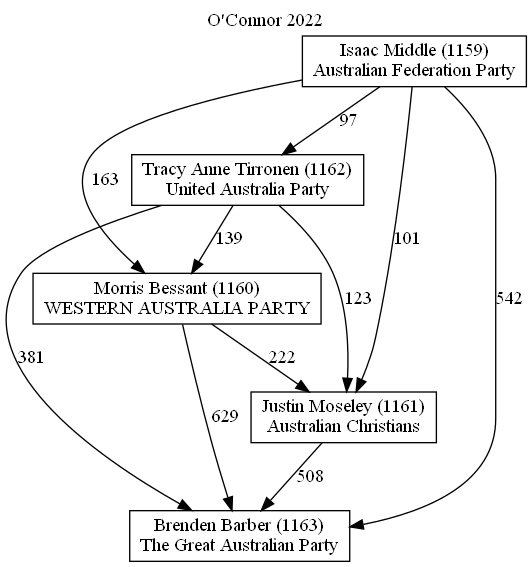 O'Connor 2022
Isaac Middle (1159)
Australian Federation Party
97
Tracy Anne Tirronen (1162)
United Australia Party
163
139
101
Morris Bessant (1160)
WESTERN AUSTRALIA PARTY
123
542
381
222
Justin Moseley (1161)
Australian Christians
629
508
Brenden Barber (1163)
The Great Australian Party